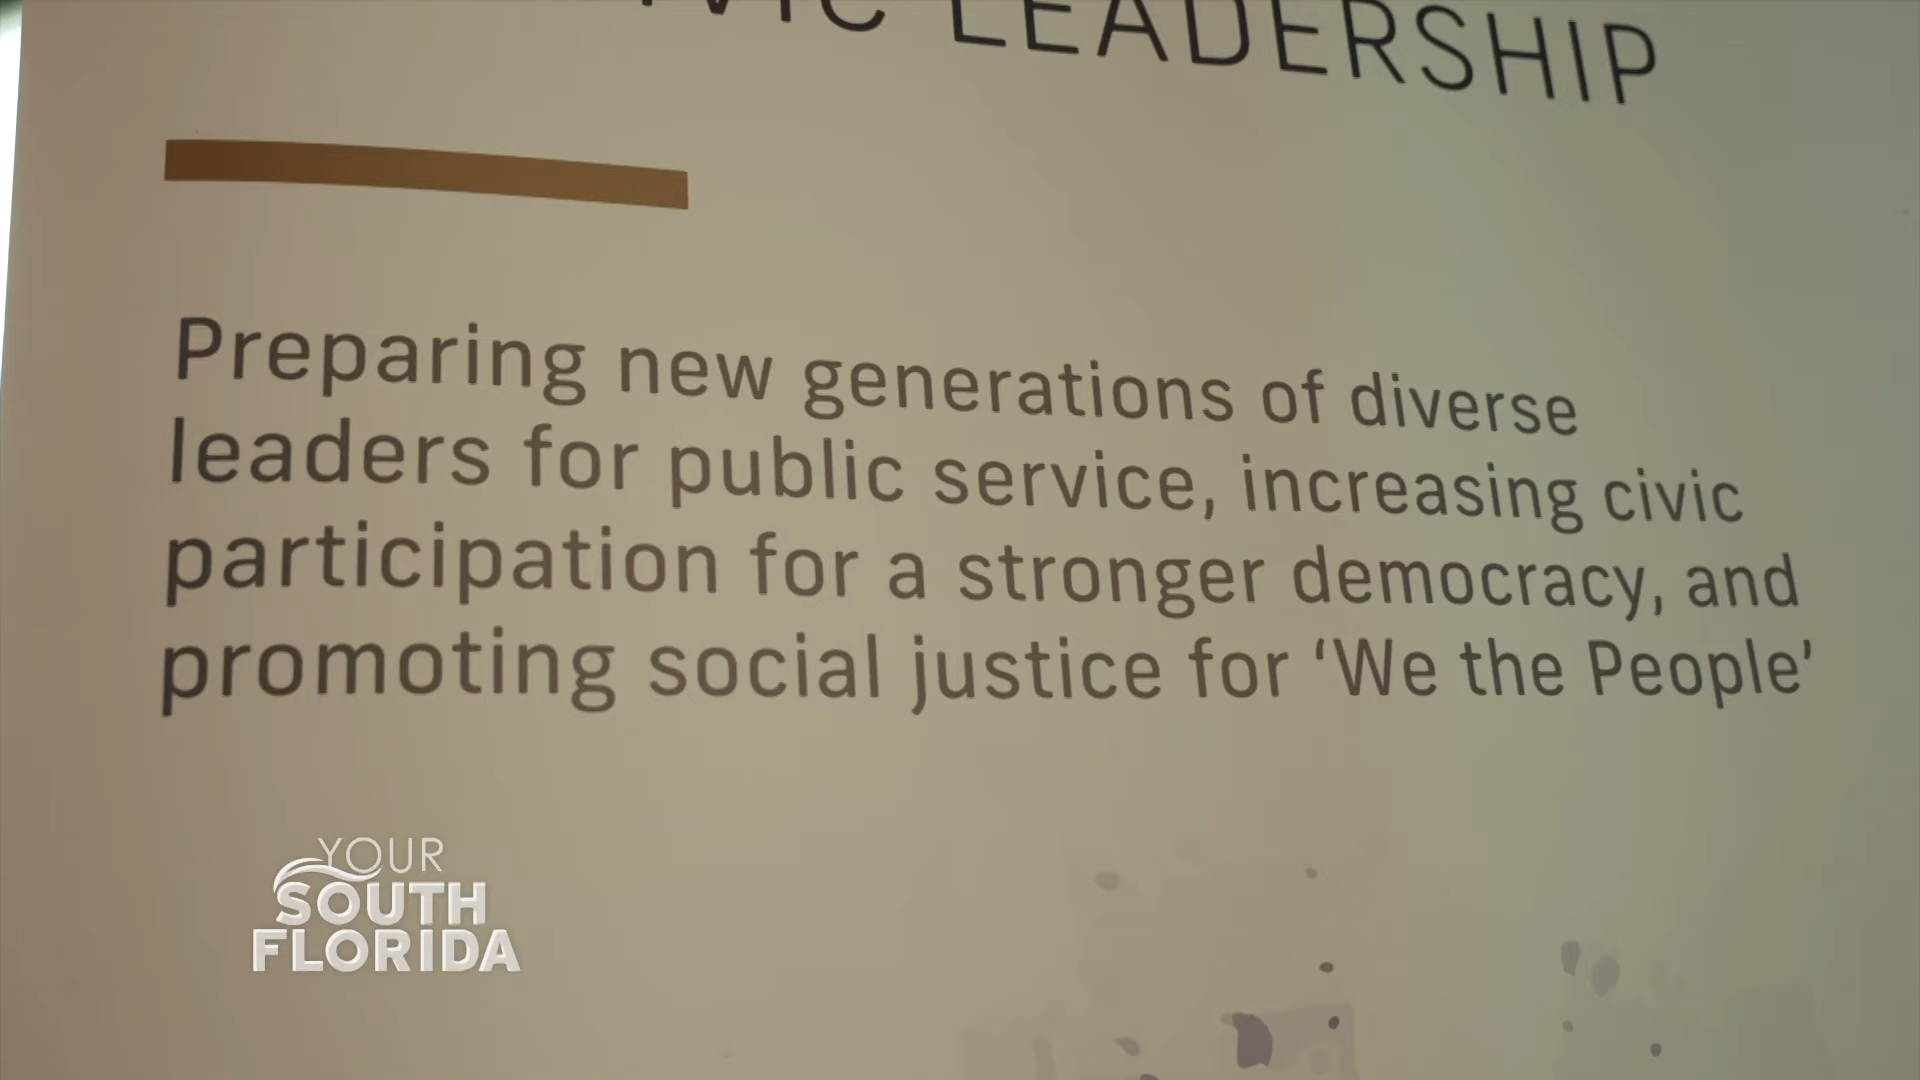 CIVIC LEADERSHIP
Preparing new generations of diverse
leaders for public service, increasing civic
participation for a stronger democracy, and
promoting social justice for ‘We the People’
YOUR
SOUTH
FLORIDA